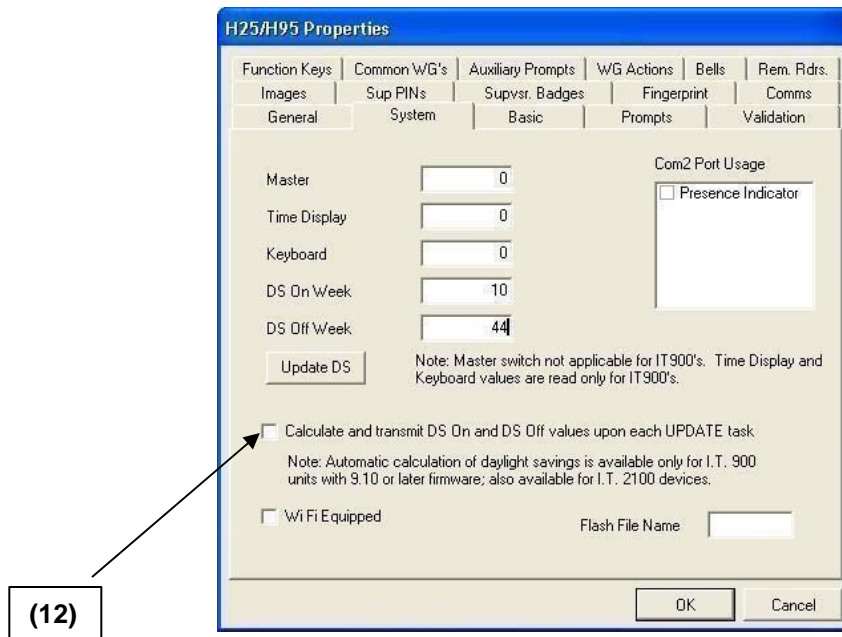 H25/H95 Properties
Function Keys Common WG's Auxiliary Prompts WG Actions Bells Rem. Rdrs.
Images Sup PINs Supvsr. Badges Fingerprint Comms
General System Basic Prompts Validation
Com2 Port Usage
Master 0
Presence Indicator
Time Display 0
Keyboard 0
DS On Week 10
DS Off Week 44
Update DS
Note: Master switch not applicable for IT900's. Time Display and
Keyboard values are read only for IT900's.
Calculate and transmit DS On and DS Off values upon each UPDATE task
Note: Automatic calculation of daylight savings is available only for I.T. 900
units with 9.10 or later firmware; also available for I.T. 2100 devices.
Wi Fi Equipped
Flash File Name
(12)
OK Cancel